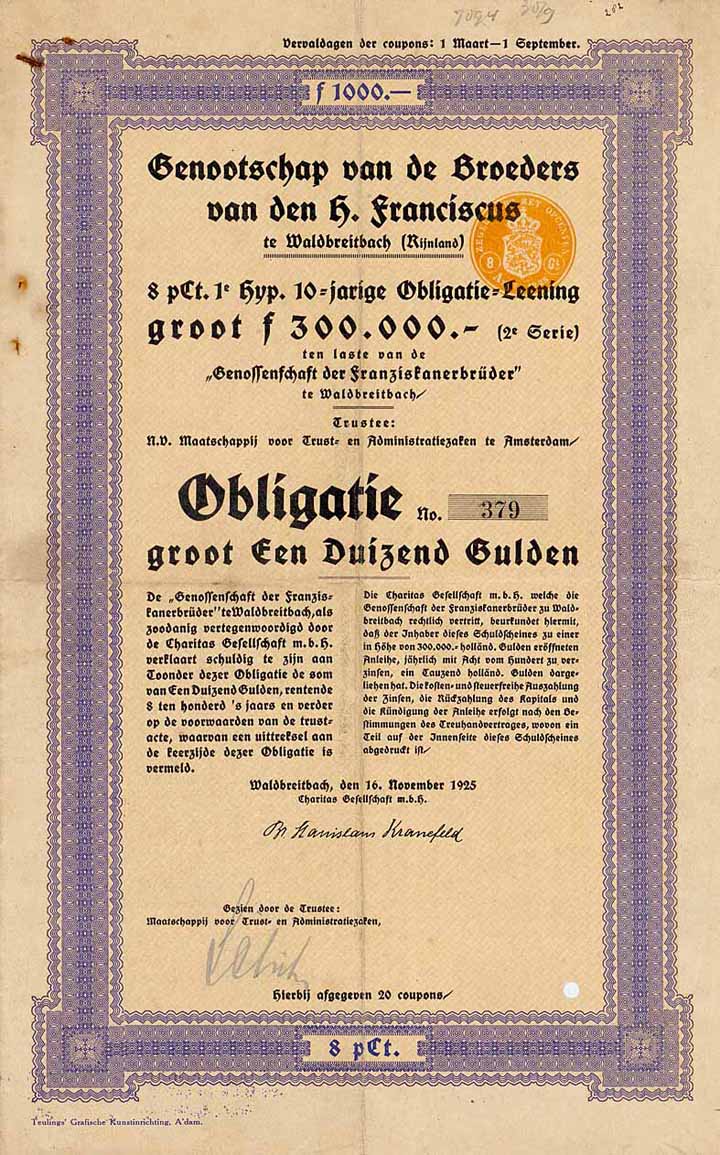 Vervaldagen der coupons: 1 Maart—1 September.
f 1000.—
Genootschap van de Broeders
van den H. Franciscus
te Waldbreitbach (Rijnland)
8 pCt. 1e Hyp. 10-jarige Obligatie-Leening
groot f 300.000.- (2e Serie)
ten laste van de
„Genossenschaft der Franziskanerbrüder"
te Waldbreitbach
Trustee:
N.V. Maatschappij voor Trust- en Administratiezaken te Amsterdam
Obligatie No. 379
groot Een Duizend Gulden
De „Genossenschaft der Franzis-
kanerbrüder" te Waldbreitbach, als
zoodanig vertegenwoordigd door
de Charitas Gesellschaft m.b.H.
verklaart schuldig te zijn aan
Toonder dezer Obligatie de som
van Een Duizend Gulden, rentende
8 ten honderd 's jaars en verder
op de voorwaarden van de trust-
acte, waarvan een uittreksel aan
de keerzijde dezer Obligatie is
vermeld.
Die Charitas Gesellschaft m.b.H. welche die
Genossenschaft der Franziskanerbrüder zu Wald-
breitbach rechtlich vertritt, beurkundet hiermit,
daß der Inhaber dieses Schuldscheines zu einer
in Höhe von 300.000.- holländ. Gulden eröffneten
Anleihe, jährlich mit Acht vom Hundert zu ver-
zinsen, ein Tauzend holländ. Gulden darge-
liehen hat. Die kosten- und steuerfreie Auszahlung
der Zinsen, die Rückzahlung des Kapitals und
die Kündigung der Anleihe erfolgt nach den Be-
stimmungen des Treuhandvertrages, wovon ein
Teil auf der Innenseite dieses Schuldscheines
abgedruckt ist
Waldbreitbach, den 16. November 1925
Charitas Gesellschaft m.b.H.
Br Stanislaus Kranefeld
Gezien door de Trustee:
Maatschappij voor Trust- en Administratiezaken,
Hierbij afgegeven 20 coupons
8 pCt.
Teulings' Grafische Kunstinrichting, A'dam.